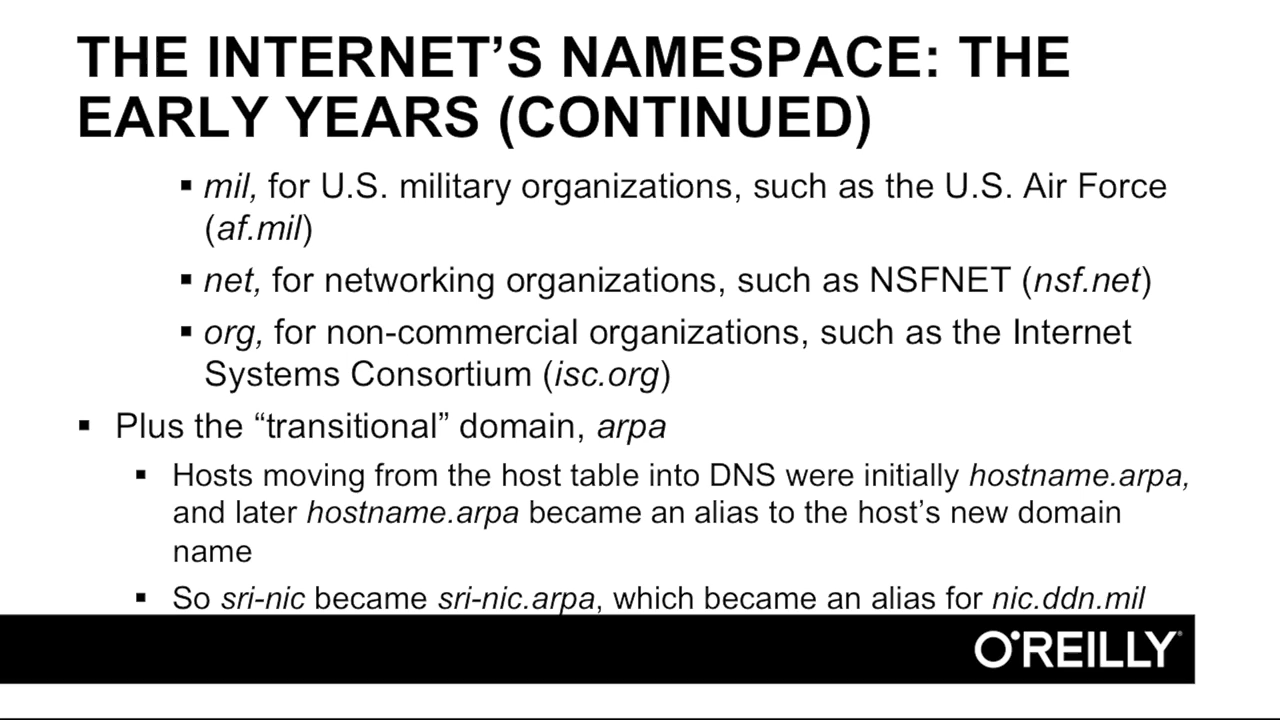 THE INTERNET’S NAMESPACE: THE
EARLY YEARS (CONTINUED)
▪ mil, for U.S. military organizations, such as the U.S. Air Force
(af.mil)
▪ net, for networking organizations, such as NSFNET (nsf.net)
▪ org, for non-commercial organizations, such as the Internet
Systems Consortium (isc.org)
▪ Plus the “transitional” domain, arpa
▪ Hosts moving from the host table into DNS were initially hostname.arpa,
and later hostname.arpa became an alias to the host’s new domain
name
▪ So sri-nic became sri-nic.arpa, which became an alias for nic.ddn.mil
O’REILLY®